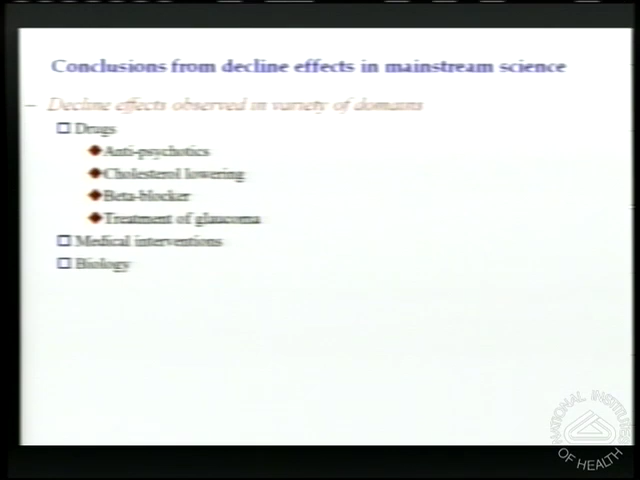 Conclusions from decline effects in mainstream science
– Decline effects observed in variety of domains
Drugs
Anti-psychotics
Cholesterol lowering
Beta-blocker
Treatment of glaucoma
Medical interventions
Biology
NATIONAL INSTITUTES
OF HEALTH